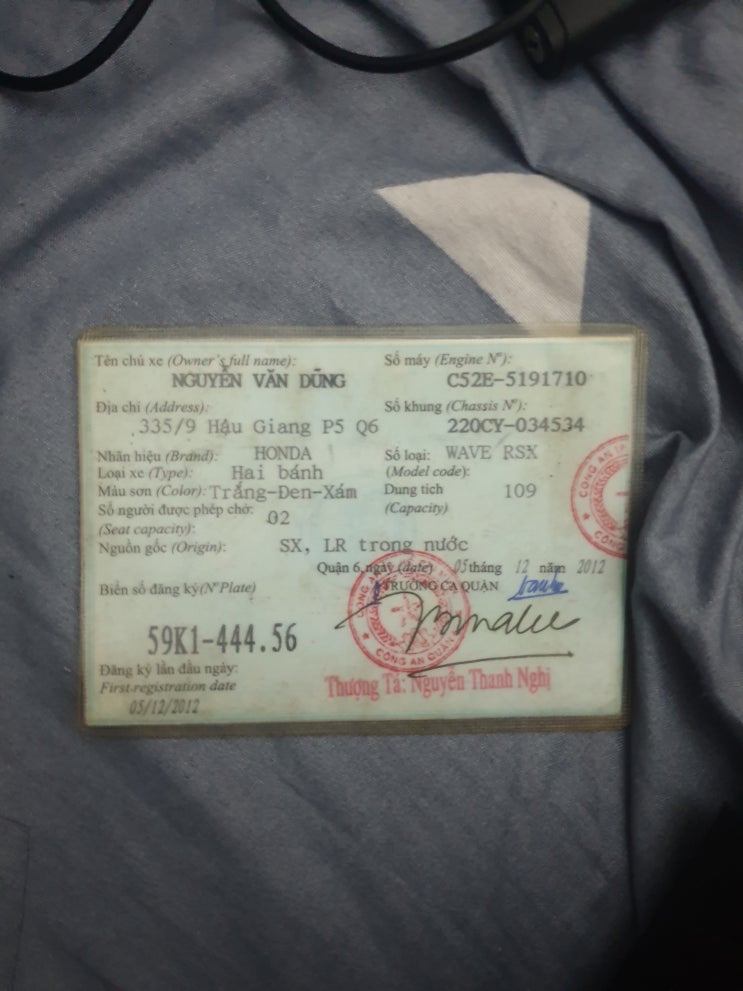 Tên chủ xe (Owner's full name):
NGUYỄN VĂN DŨNG
Số máy (Engine Nº):
C52E-5191710
Địa chỉ (Address):
335/9 Hậu Giang P5 Q6
Số khung (Chassis Nº):
220CY-034534
Nhãn hiệu (Brand): HONDA
Số loại: WAVE RSX
(Model code):
Loại xe (Type): Hai bánh
Màu sơn (Color): Trắng-Đen-Xám
Dung tích 109
(Capacity)
Số người được phép chở: 02
(Seat capacity):
Nguồn gốc (Origin): SX, LR trong nước
Quận 6, ngày (date) 05 tháng 12 năm 2012
TRƯỞNG CA QUẬN
Biển số đăng ký (Nº Plate)
59K1-444.56
CÔNG AN QUẬN
CÔNG AN
Đăng ký lần đầu ngày:
First registration date
05/12/2012
Thượng Tá: Nguyễn Thanh Nghị